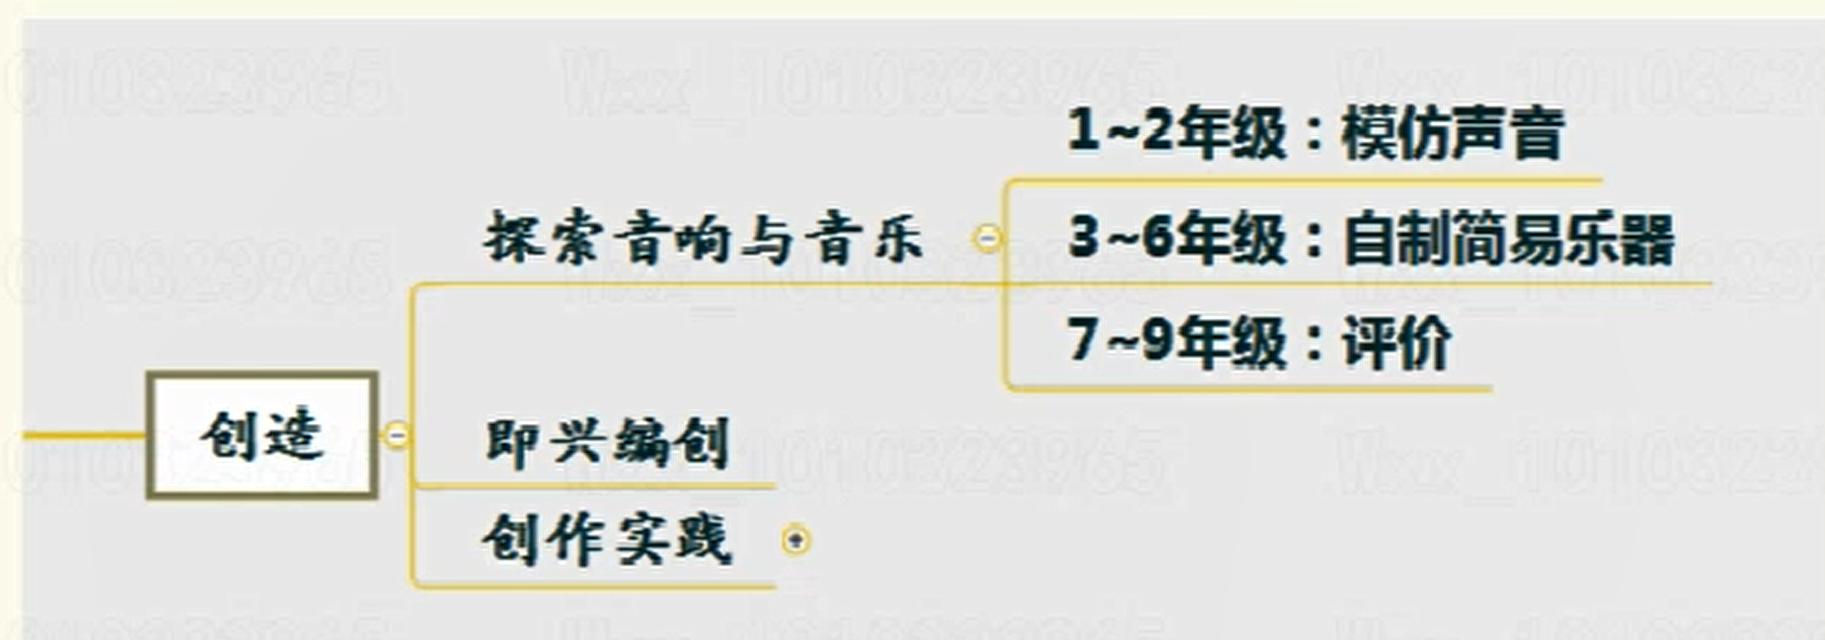 1~2年级：模仿声音
探索音响与音乐
3~6年级：自制简易乐器
7~9年级：评价
创造
即兴编创
创作实践